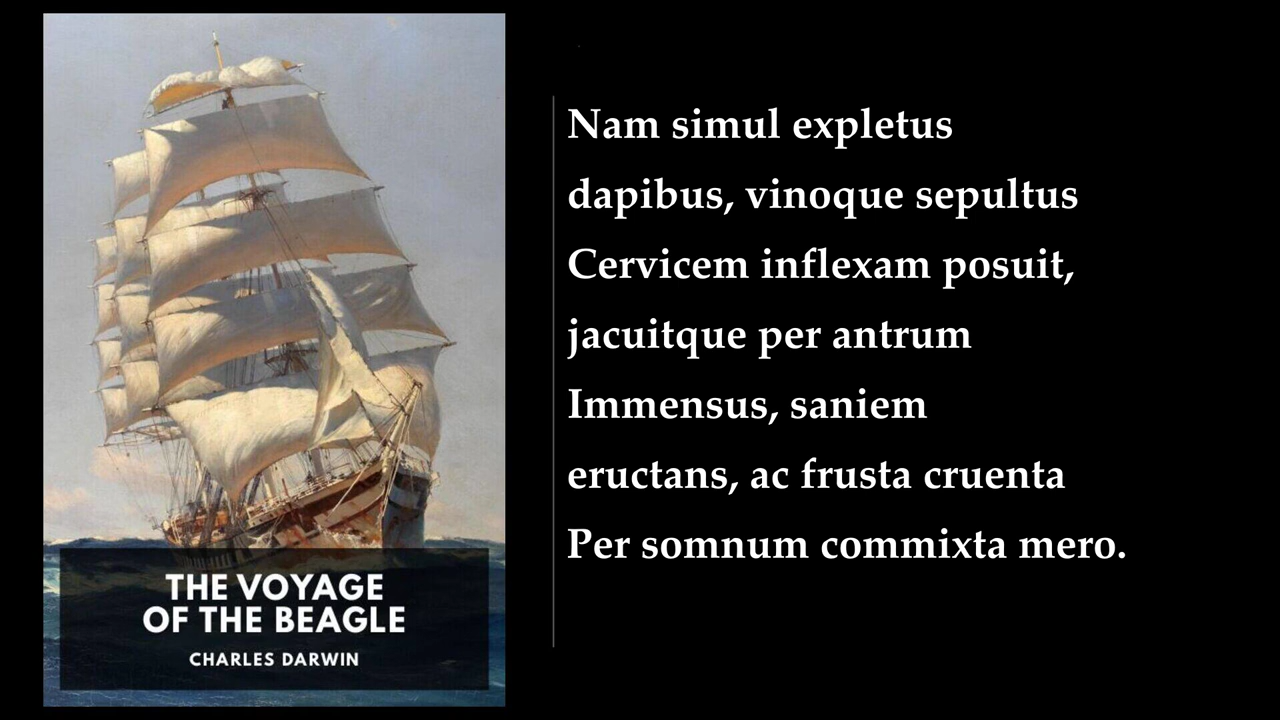 THE VOYAGE
OF THE BEAGLE
CHARLES DARWIN
Nam simul expletus
dapibus, vinoque sepultus
Cervicem inflexam posuit,
jacuitque per antrum
Immensus, saniem
eructans, ac frusta cruenta
Per somnum commixta mero.